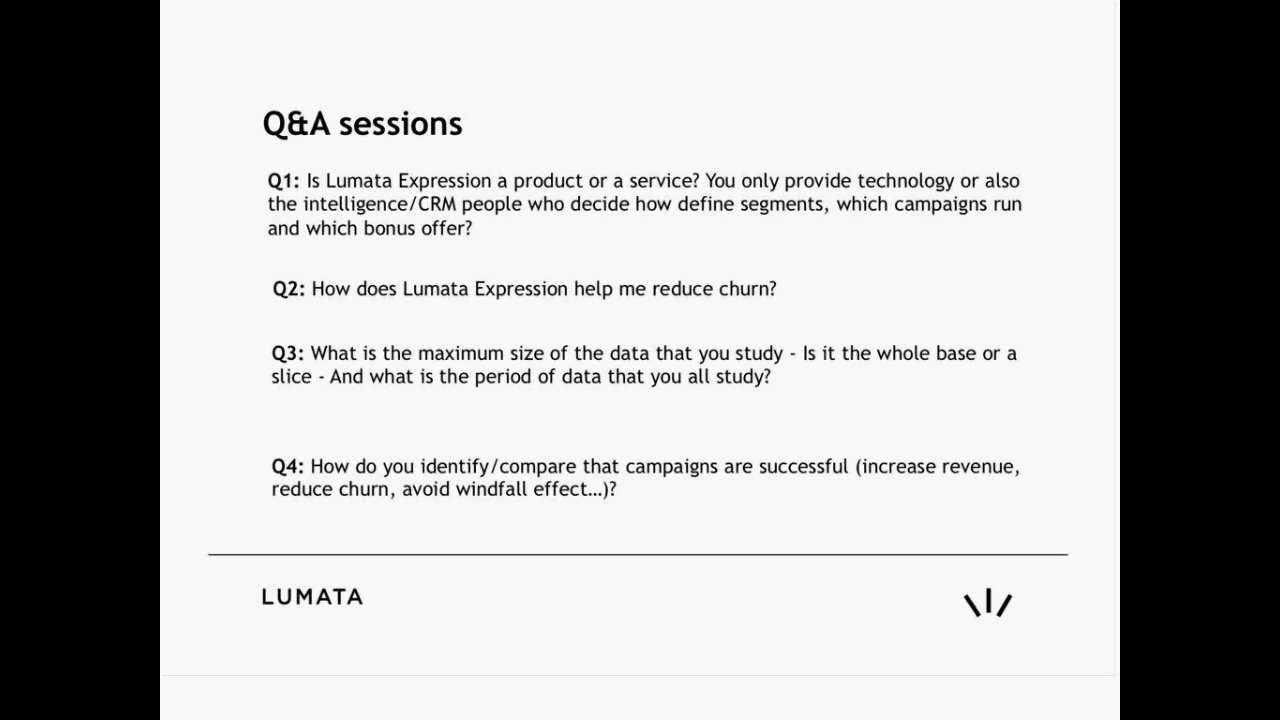 Q&A sessions
Q1: Is Lumata Expression a product or a service? You only provide technology or also
the intelligence/CRM people who decide how define segments, which campaigns run
and which bonus offer?
Q2: How does Lumata Expression help me reduce churn?
Q3: What is the maximum size of the data that you study - Is it the whole base or a
slice - And what is the period of data that you all study?
Q4: How do you identify/compare that campaigns are successful (increase revenue,
reduce churn, avoid windfall effect…)?
LUMATA